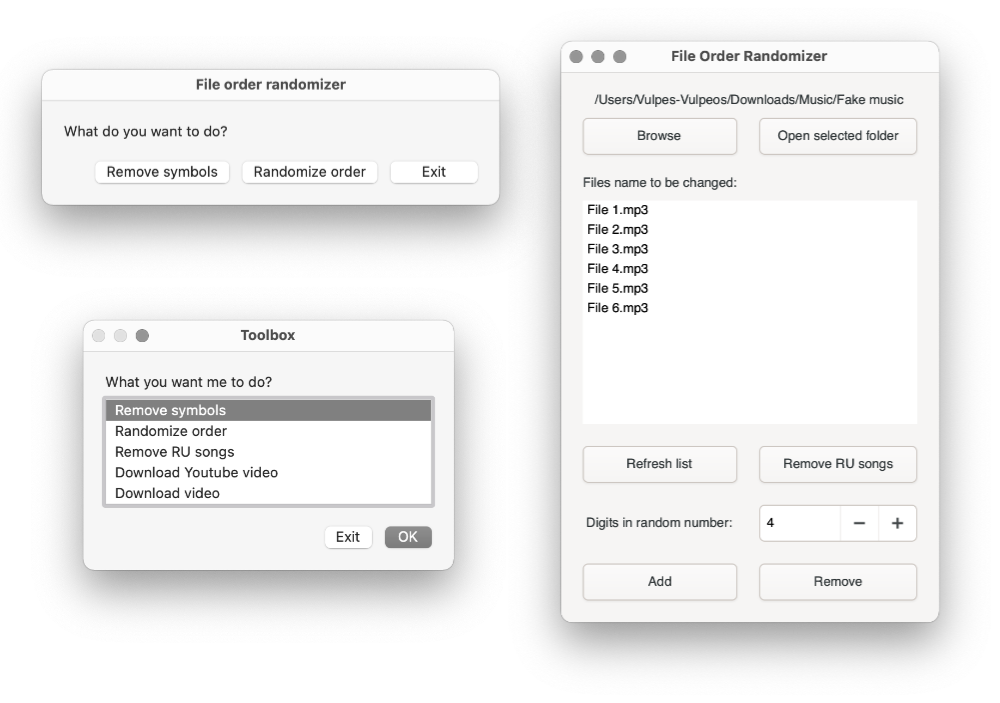 File order randomizer
What do you want to do?
Remove symbols
Randomize order
Exit
Toolbox
What you want me to do?
Remove symbols
Randomize order
Remove RU songs
Download Youtube video
Download video
Exit
OK
File Order Randomizer
/Users/Vulpes-Vulpeos/Downloads/Music/Fake music
Browse
Open selected folder
Files name to be changed:
File 1.mp3
File 2.mp3
File 3.mp3
File 4.mp3
File 5.mp3
File 6.mp3
Refresh list
Remove RU songs
Digits in random number:
4
Add
Remove